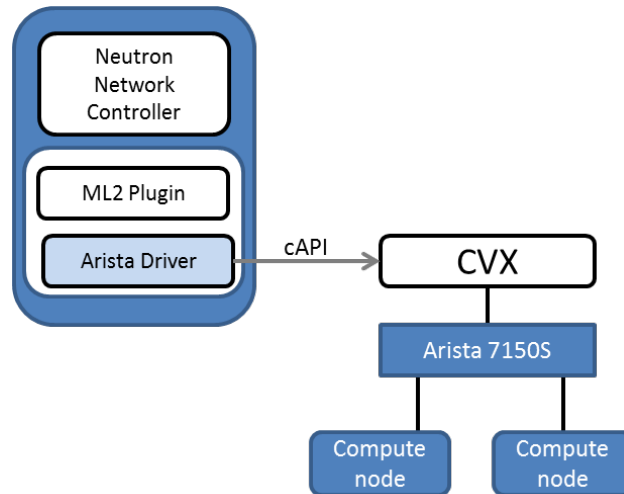 Neutron
Network
Controller
ML2 Plugin
Arista Driver
cAPI
CVX
Arista 7150S
Compute
node
Compute
node